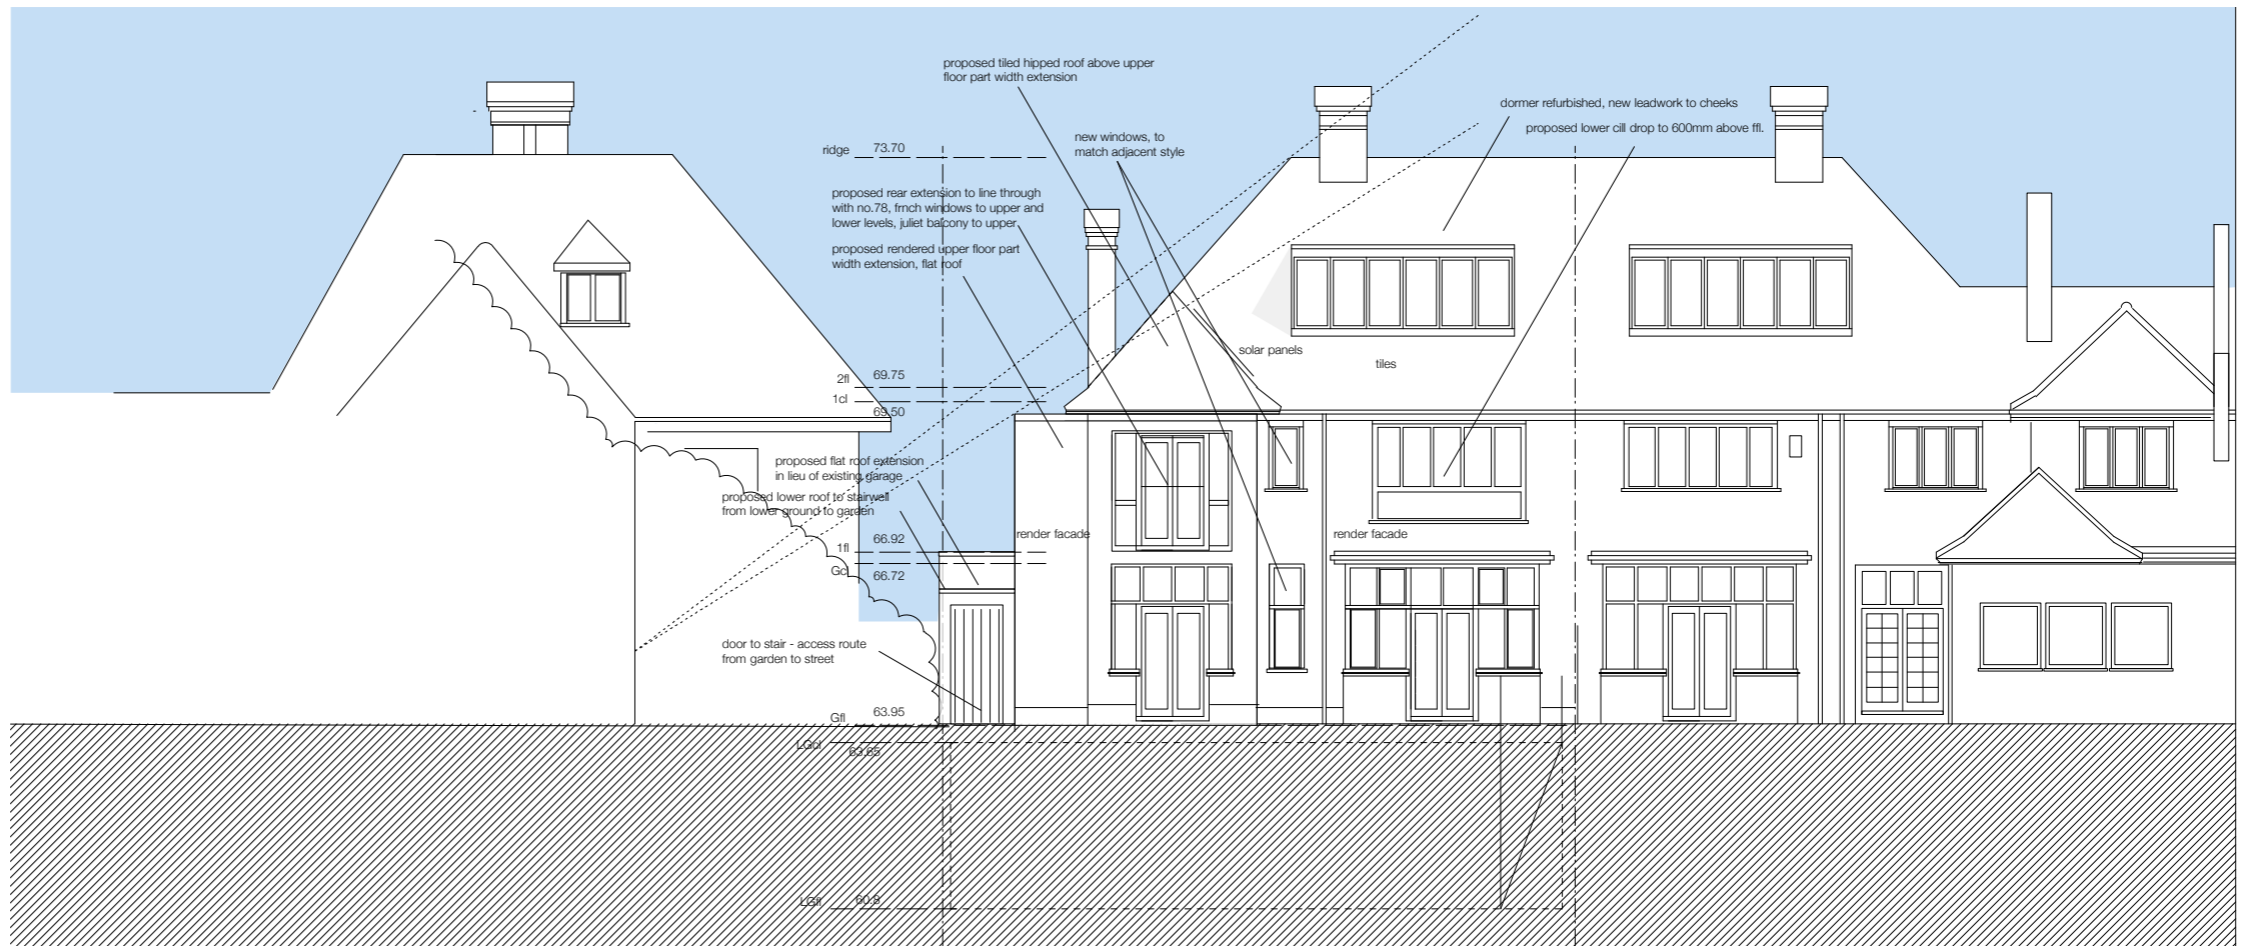 proposed tiled hipped roof above upper
floor part width extension
dormer refurbished, new leadwork to cheeks
proposed lower cill drop to 600mm above ffl.
new windows, to
match adjacent style
ridge 73.70
proposed rear extension to line through
with no.78, frnch windows to upper and
lower levels, juliet balcony to upper
proposed rendered upper floor part
width extension, flat roof
solar panels
tiles
2fl 69.75
1cl 69.50
proposed flat roof extension
in lieu of existing garage
proposed lower roof to stairwell
from lower ground to garden
render facade
render facade
1fl 66.92
Gcl 66.72
door to stair - access route
from garden to street
Gfl 63.95
LGcl 63.65
LGfl 60.8